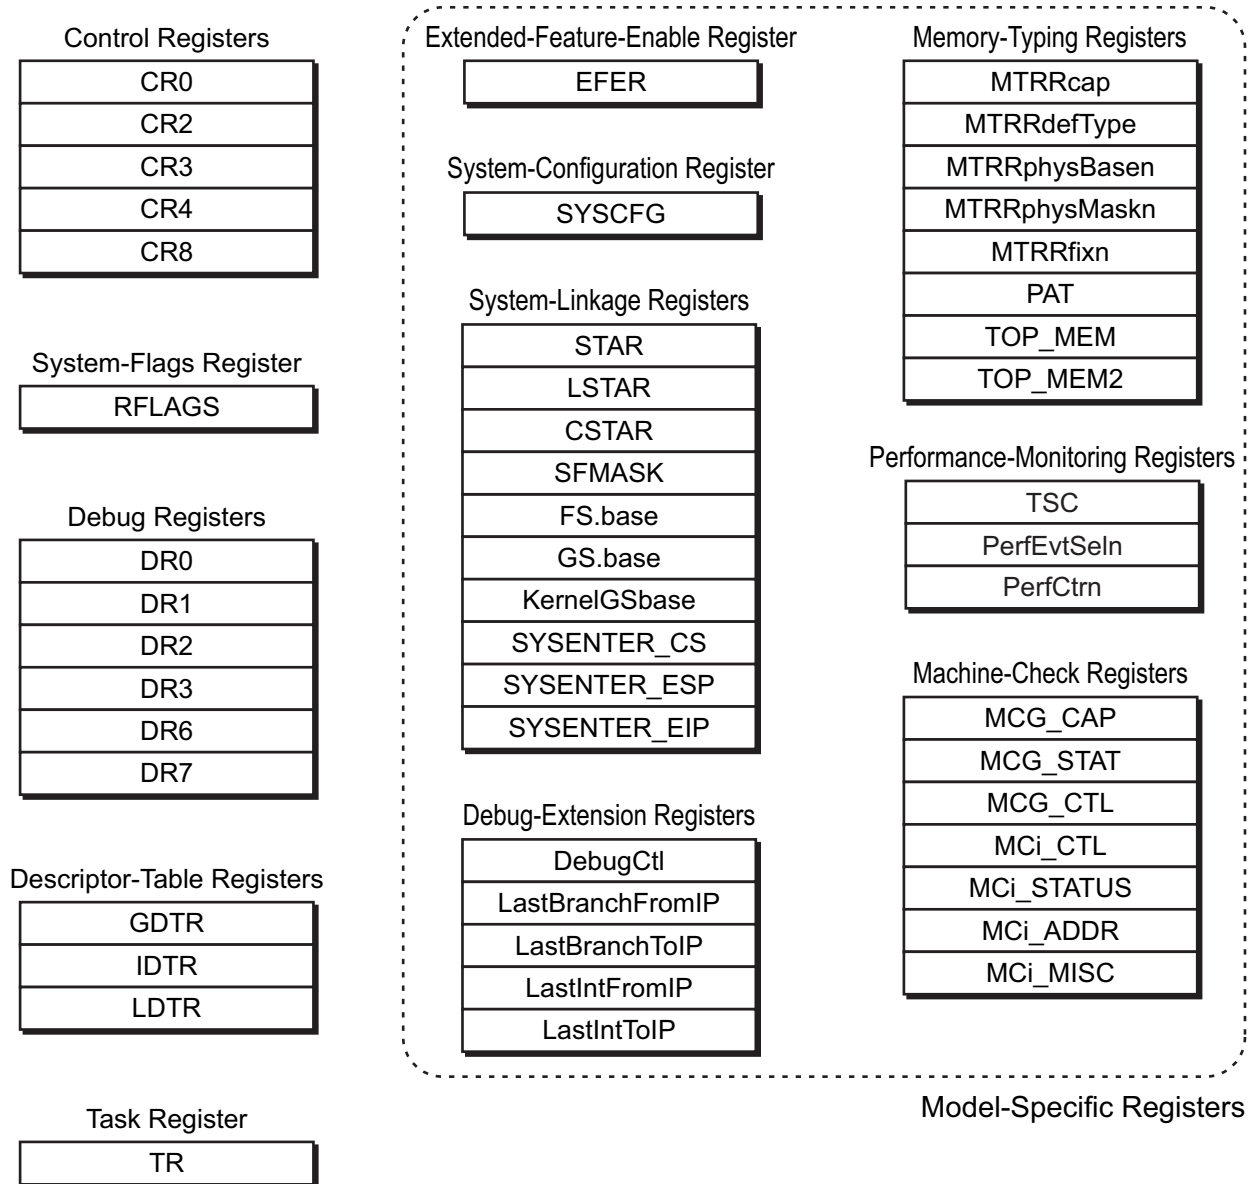 Control Registers
CR0
CR2
CR3
CR4
CR8
System-Flags Register
RFLAGS
Debug Registers
DR0
DR1
DR2
DR3
DR6
DR7
Descriptor-Table Registers
GDTR
IDTR
LDTR
Task Register
TR
Extended-Feature-Enable Register
EFER
System-Configuration Register
SYSCFG
System-Linkage Registers
STAR
LSTAR
CSTAR
SFMASK
FS.base
GS.base
KernelGSbase
SYSENTER_CS
SYSENTER_ESP
SYSENTER_EIP
Debug-Extension Registers
DebugCtl
LastBranchFromIP
LastBranchToIP
LastIntFromIP
LastIntToIP
Memory-Typing Registers
MTRRcap
MTRRdefType
MTRRphysBasen
MTRRphysMaskn
MTRRfixn
PAT
TOP_MEM
TOP_MEM2
Performance-Monitoring Registers
TSC
PerfEvtSeln
PerfCtrn
Machine-Check Registers
MCG_CAP
MCG_STAT
MCG_CTL
MCi_CTL
MCi_STATUS
MCi_ADDR
MCi_MISC
Model-Specific Registers